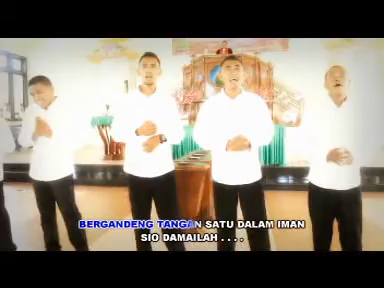 BERGANDENG TANGAN SATU DALAM IMAN
SIO DAMAILAH . . . .